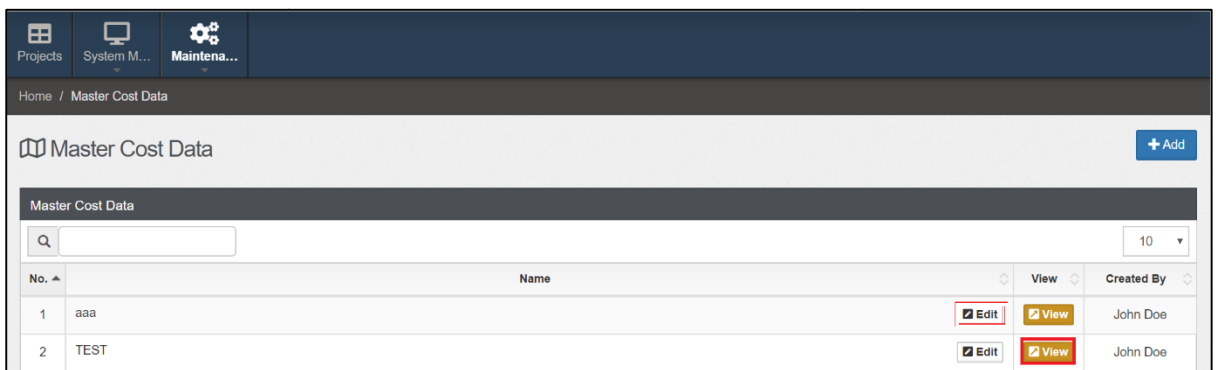 Projects System M... Maintena...
Home / Master Cost Data
Master Cost Data
+ Add
Master Cost Data
10
No. Name View Created By
1 aaa Edit View John Doe
2 TEST Edit View John Doe